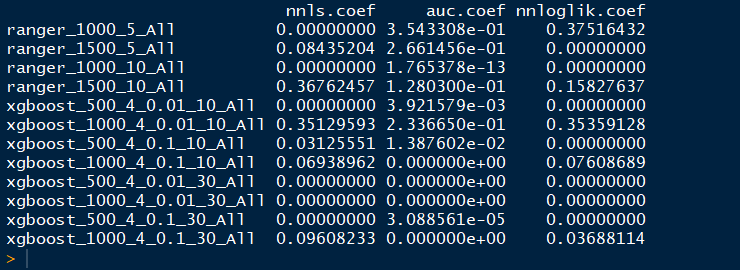 nnls.coef auc.coef nnloglik.coef
ranger_1000_5_All 0.00000000 3.543308e-01 0.37516432
ranger_1500_5_All 0.08435204 2.661456e-01 0.00000000
ranger_1000_10_All 0.00000000 1.765378e-13 0.00000000
ranger_1500_10_All 0.36762457 1.280300e-01 0.15827637
xgboost_500_4_0.01_10_All 0.00000000 3.921579e-03 0.00000000
xgboost_1000_4_0.01_10_All 0.35129593 2.336650e-01 0.35359128
xgboost_500_4_0.1_10_All 0.03125551 1.387602e-02 0.00000000
xgboost_1000_4_0.1_10_All 0.06938962 0.000000e+00 0.07608689
xgboost_500_4_0.01_30_All 0.00000000 0.000000e+00 0.00000000
xgboost_1000_4_0.01_30_All 0.00000000 0.000000e+00 0.00000000
xgboost_500_4_0.1_30_All 0.00000000 3.088561e-05 0.00000000
xgboost_1000_4_0.1_30_All 0.09608233 0.000000e+00 0.03688114
>